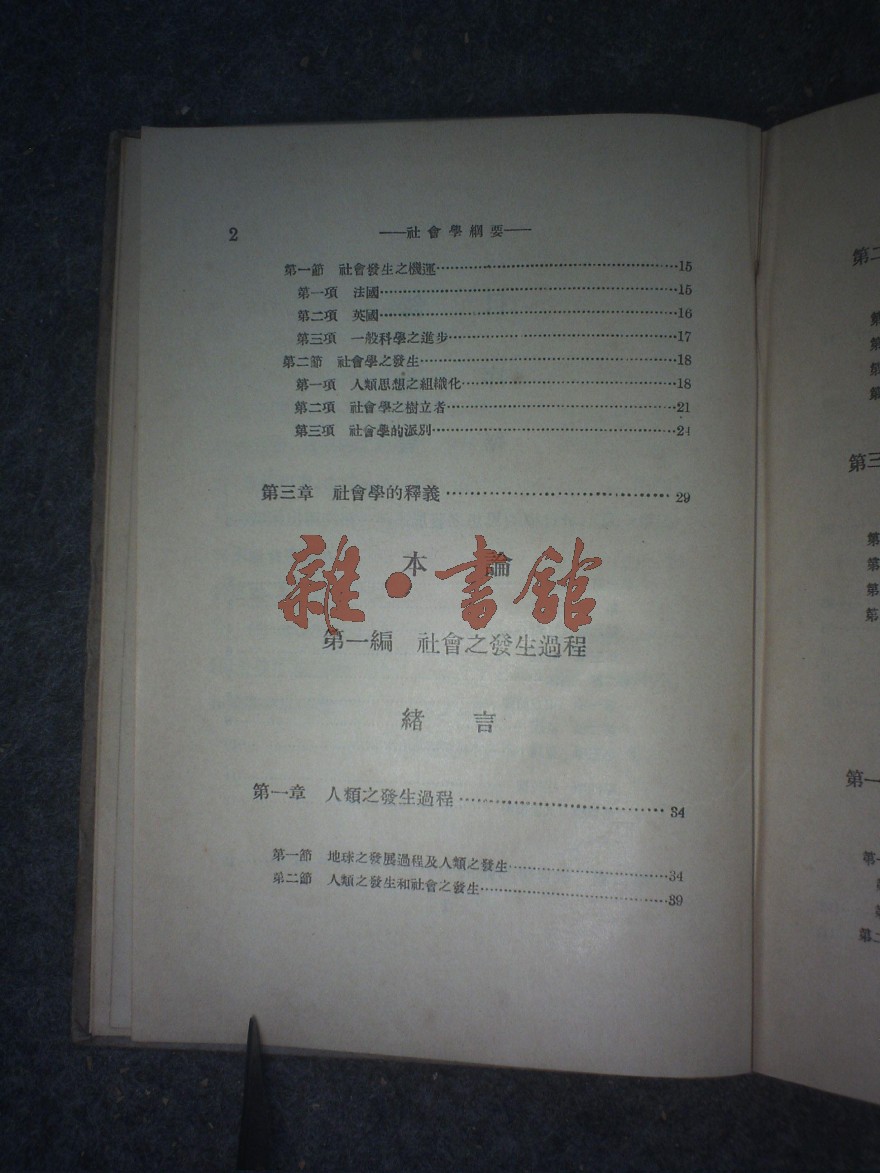 2
——社會學綱要——
第一節 社會發生之機運……15
第一項 法國……15
第二項 英國……16
第三項 一般科學之進步……17
第二節 社會學之發生……18
第一項 人類思想之組織化……18
第二項 社會學之樹立者……21
第三項 社會學的派別……24
第三章 社會學的釋義……29
本 論
雜·書館
第一編 社會之發生過程
緒 言
第一章 人類之發生過程……34
第一節 地球之發展過程及人類之發生……34
第二節 人類之發生和社會之發生……39
第二
第三
第一
第二